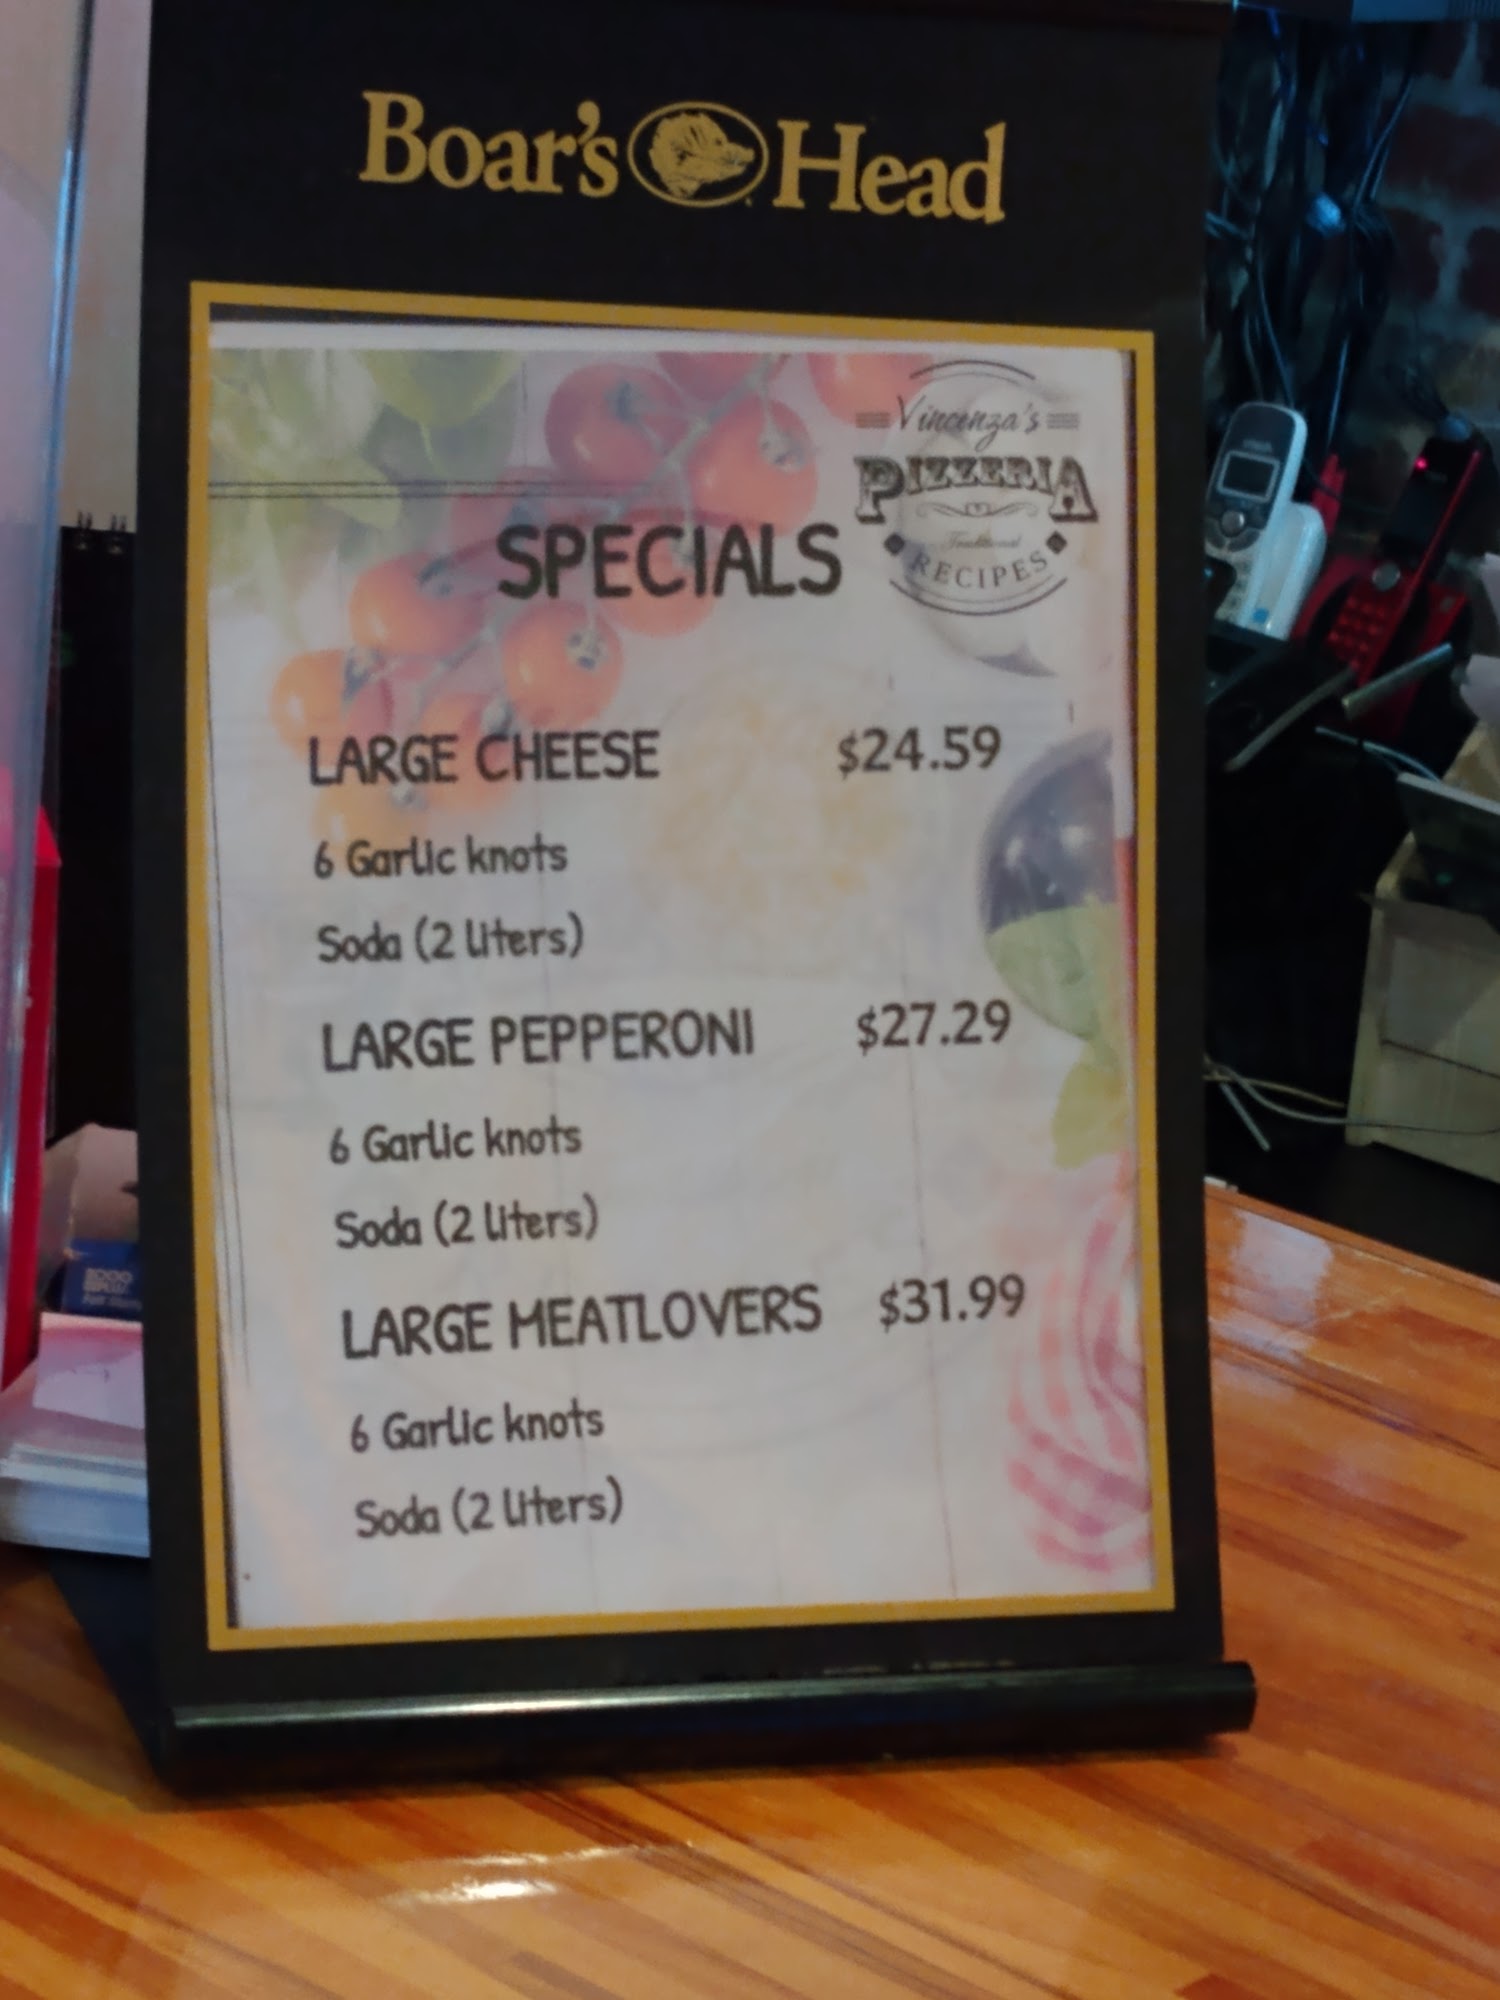 Boar's Head
Vincenza's
PIZZERIA
Traditional
RECIPES
SPECIALS
LARGE CHEESE $24.59
6 Garlic knots
Soda (2 liters)
LARGE PEPPERONI $27.29
6 Garlic knots
Soda (2 liters)
LARGE MEATLOVERS $31.99
6 Garlic knots
Soda (2 liters)